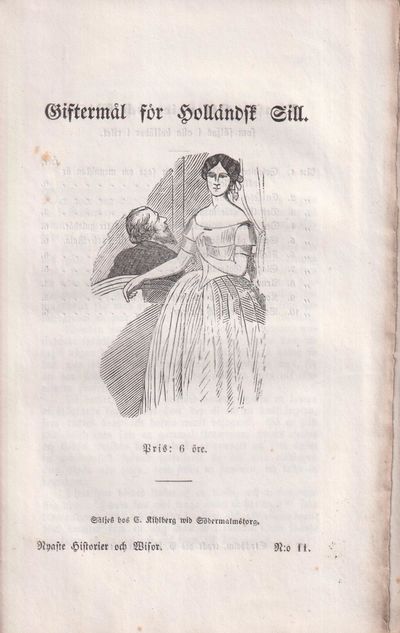 Giftermål för Holländsk Sill.
Pris: 6 öre.
Säljes hos E. Kihlberg wid Södermalmstorg.
Nyaste Historier och Wisor. N:o 11.